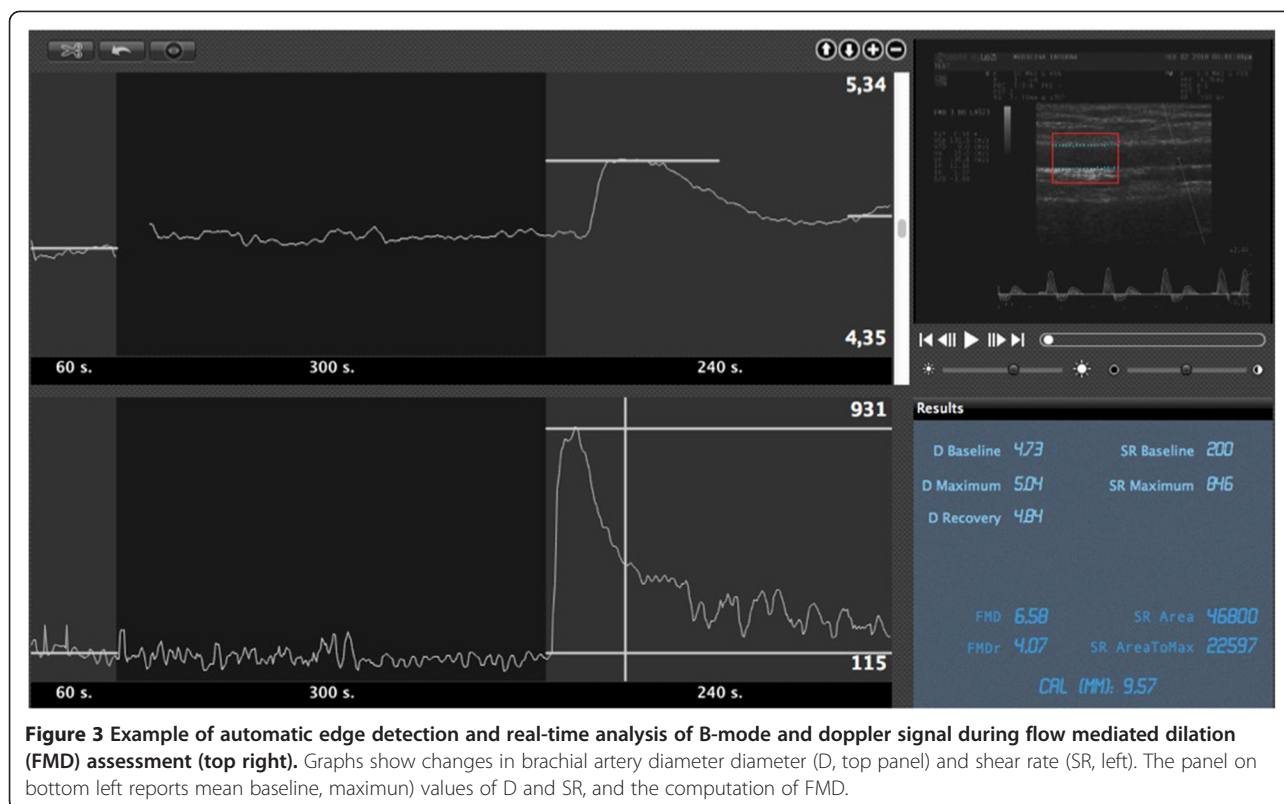 5,34
4,35
60 s. 300 s. 240 s.
931
115
60 s. 300 s. 240 s.
MEDICINA INTERNA
Results
D Baseline 4.73 SR Baseline 200
D Maximum 5.04 SR Maximum 846
D Recovery 4.84
FMD 6.58 SR Area 46800
FMDr 4.07 SR AreaToMax 22597
CAL (MM): 9.57
Figure 3 Example of automatic edge detection and real-time analysis of B-mode and doppler signal during flow mediated dilation
(FMD) assessment (top right). Graphs show changes in brachial artery diameter diameter (D, top panel) and shear rate (SR, left). The panel on
bottom left reports mean baseline, maximun) values of D and SR, and the computation of FMD.